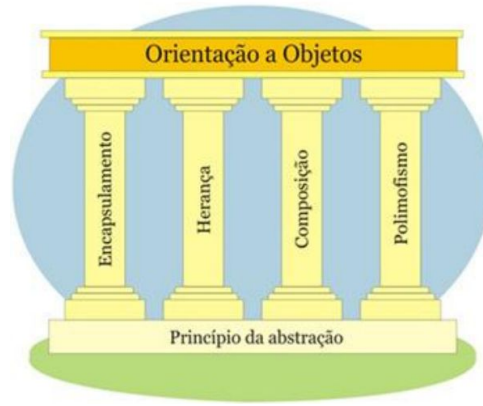 Orientação a Objetos
Encapsulamento
Herança
Composição
Polimofismo
Princípio da abstração